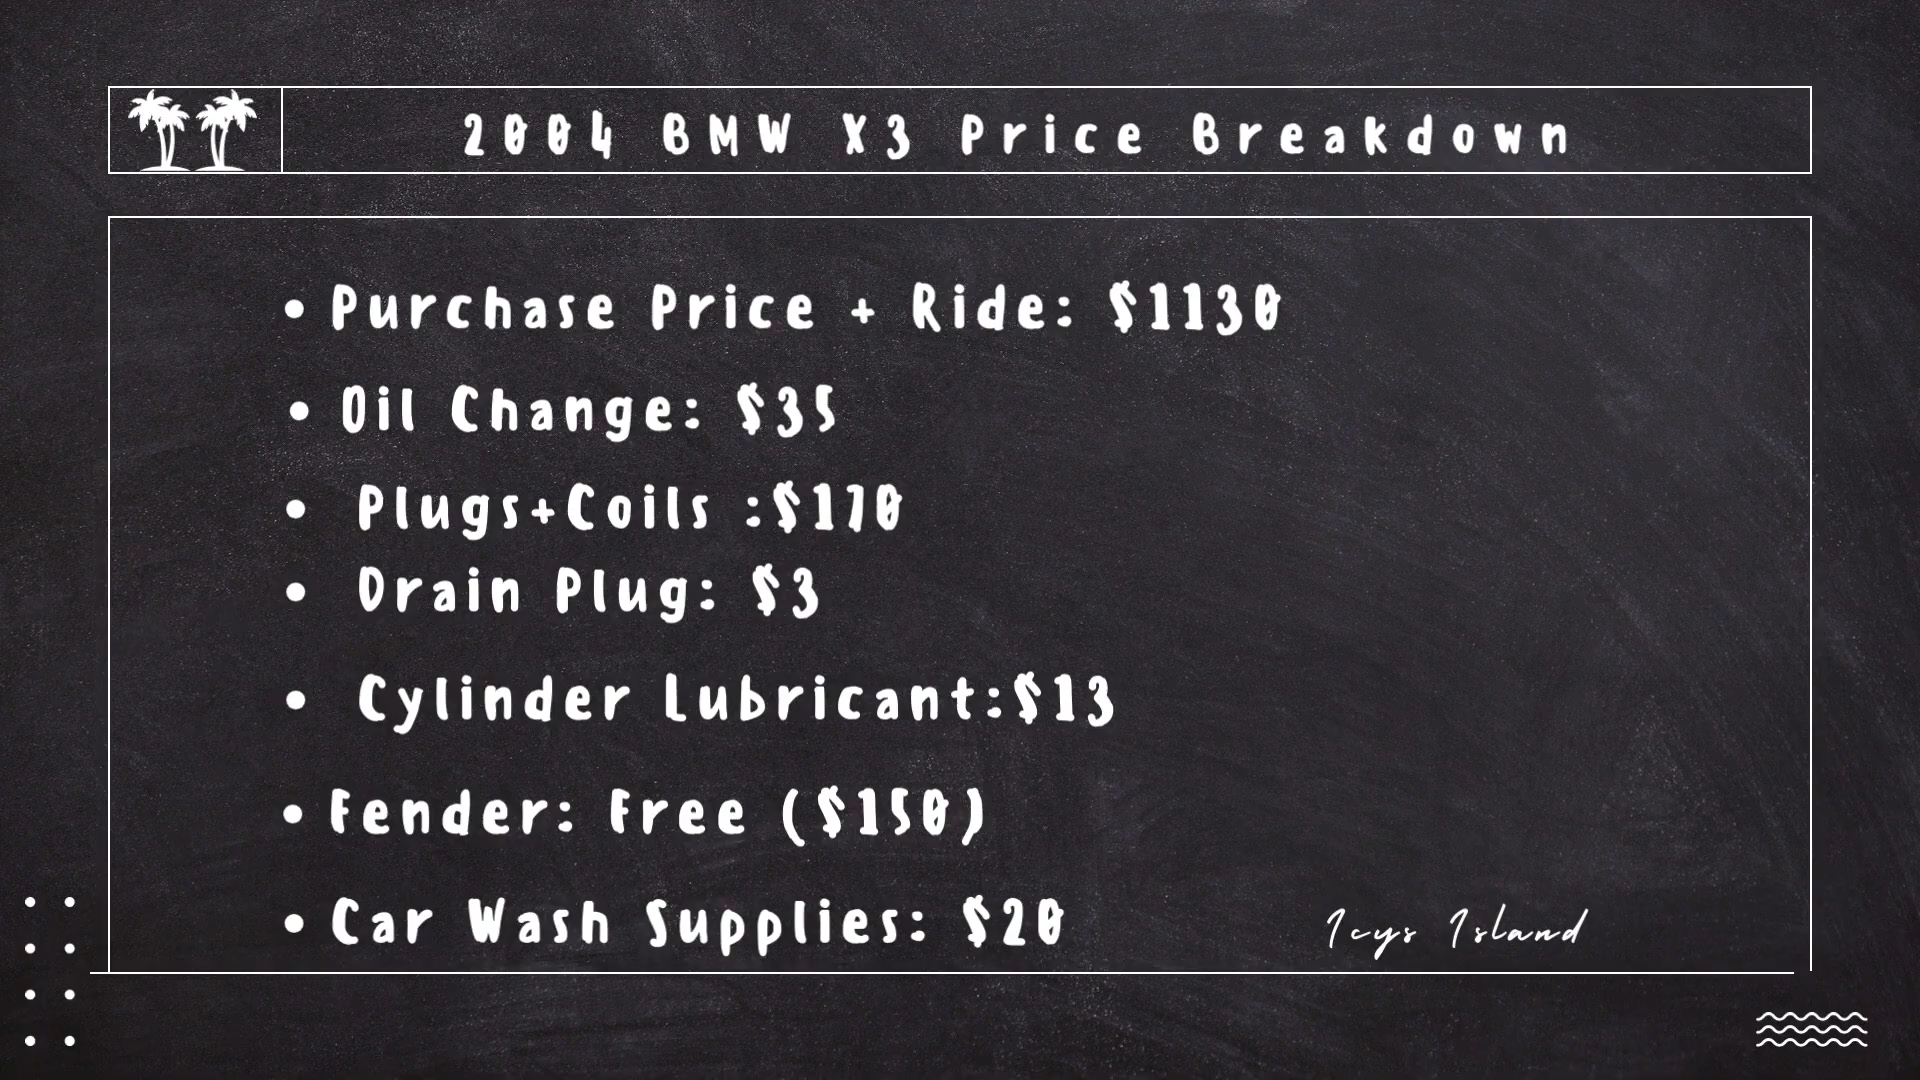 2004 BMW X3 Price Breakdown
• Purchase Price + Ride: $1130
• Oil Change: $35
• Plugs+Coils :$170
• Drain Plug: $3
• Cylinder Lubricant:$13
• Fender: Free ($150)
• Car Wash Supplies: $20
Icys Island